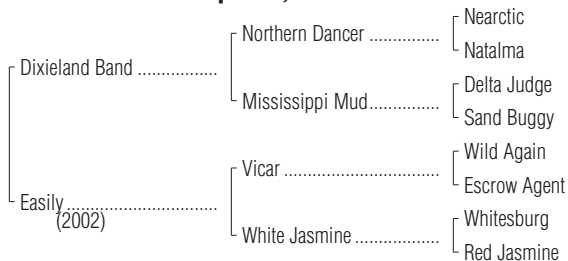 Nearctic
Northern Dancer ................
Natalma
Dixieland Band ..................
Delta Judge
Mississippi Mud................
Sand Buggy
Wild Again
Vicar ...................................
Escrow Agent
Easily..................................
(2002)
Whitesburg
White Jasmine ...................
Red Jasmine